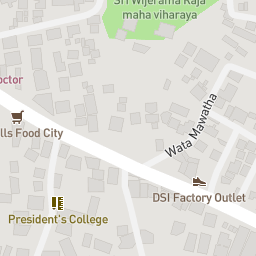 Sri Wijerama Raja
maha viharaya
octor
lls Food City
Wata Mawatha
DSI Factory Outlet
President's College